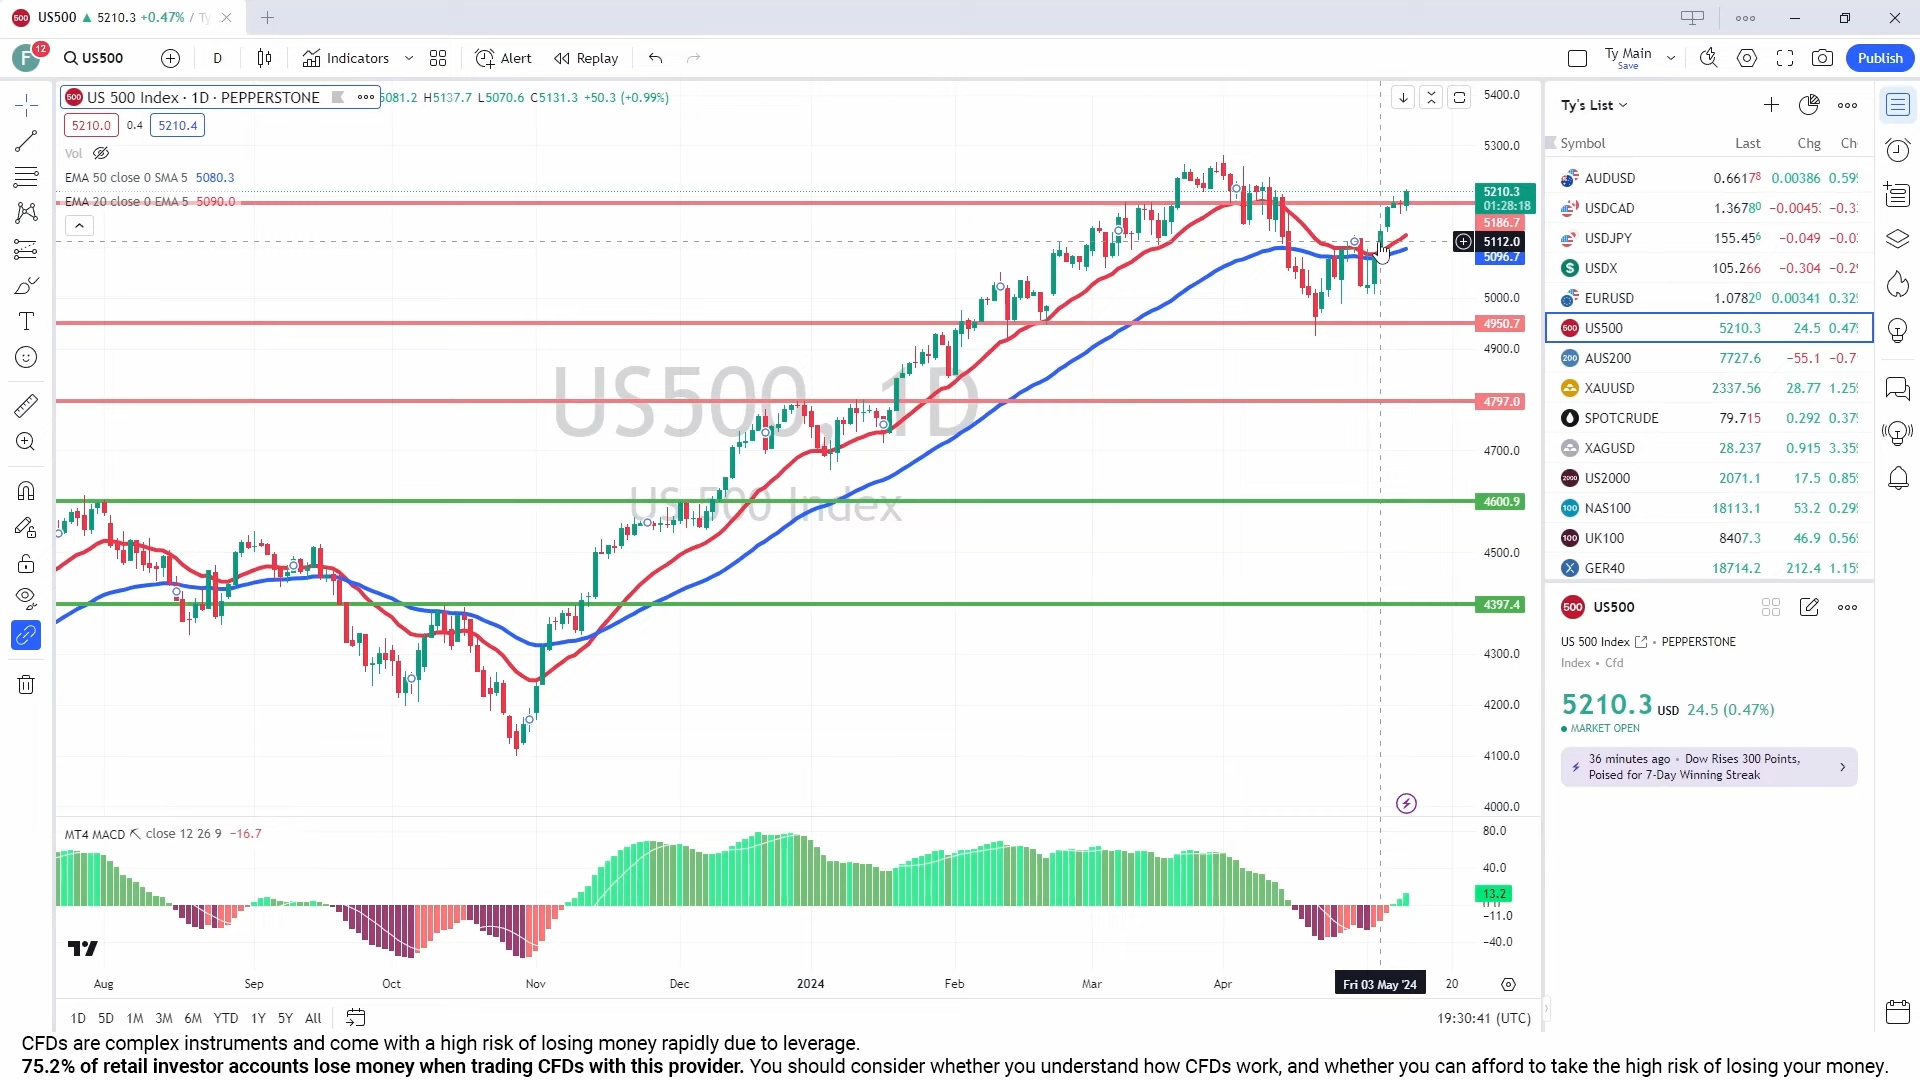 US500 ▲ 5210.3 +0.47% / Ty
F 12 US500 D Indicators Alert Replay Ty Main Save Publish
US 500 Index · 1D · PEPPERSTONE 5081.2 H5137.7 L5070.6 C5131.3 +50.3 (+0.99%)
5210.0 0.4 5210.4
Vol
EMA 50 close 0 SMA 5 5080.3
EMA 20 close 0 EMA 5 5090.0
US500, 1D
US 500 Index
5400.0
5300.0
5210.3
01:28:18
5186.7
5112.0
5096.7
5000.0
4950.7
4900.0
4797.0
4700.0
4600.9
4500.0
4397.4
4300.0
4200.0
4100.0
4000.0
MT4 MACD close 12 26 9 −16.7
80.0
40.0
13.2
−11.0
−40.0
Aug Sep Oct Nov Dec 2024 Feb Mar Apr Fri 03 May '24 20
1D 5D 1M 3M 6M YTD 1Y 5Y All 19:30:41 (UTC)
Ty's List
Symbol Last Chg Ch
AUDUSD 0.66178 0.00386 0.59
USDCAD 1.36780
USDJPY 155.456 −0.049
USDX 105.266 −0.304
EURUSD 1.07820 0.00341 0.32
500 US500 5210.3 24.5 0.47
200 AUS200 7727.6 −55.1
XAUUSD 2337.56 28.77 1.25
SPOTCRUDE 79.715 0.292 0.37
XAGUSD 28.237 0.915 3.35
2000 US2000 2071.1 17.5 0.85
100 NAS100 18113.1 53.2 0.29
100 UK100 8407.3 46.9 0.56
GER40 18714.2 212.4 1.15
500 US500
US 500 Index • PEPPERSTONE
Index • Cfd
5210.3 USD 24.5 (0.47%)
MARKET OPEN
36 minutes ago • Dow Rises 300 Points,
Poised for 7-Day Winning Streak
CFDs are complex instruments and come with a high risk of losing money rapidly due to leverage.
75.2% of retail investor accounts lose money when trading CFDs with this provider. You should consider whether you understand how CFDs work, and whether you can afford to take the high risk of losing your money.